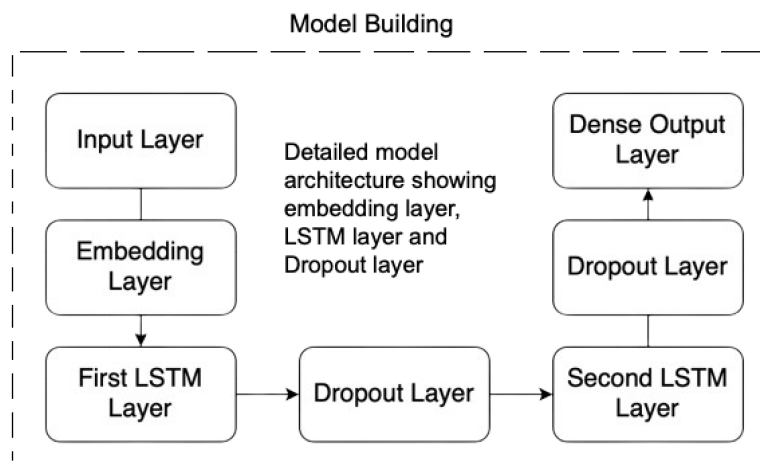 Model Building
Input Layer
Embedding
Layer
First LSTM
Layer
Dropout Layer
Second LSTM
Layer
Dropout Layer
Dense Output
Layer
Detailed model
architecture showing
embedding layer,
LSTM layer and
Dropout layer